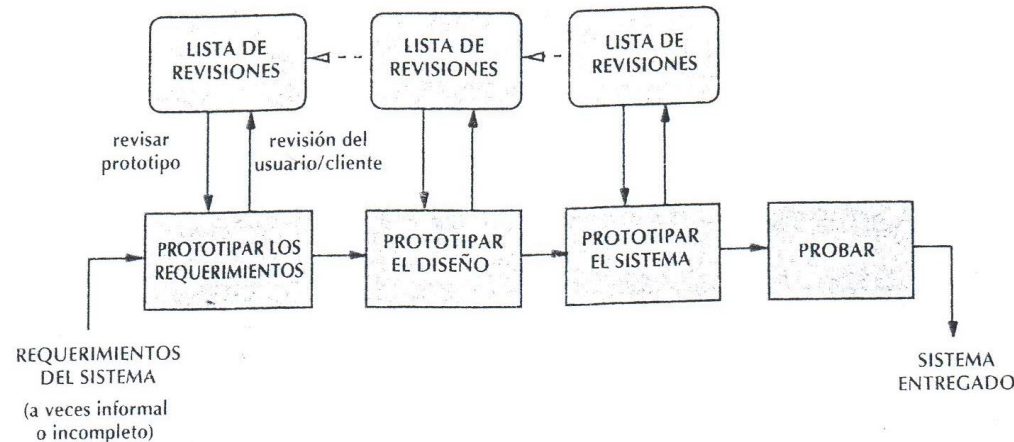 LISTA DE
REVISIONES
LISTA DE
REVISIONES
LISTA DE
REVISIONES
revisar
prototipo
revisión del
usuario/cliente
PROTOTIPAR LOS
REQUERIMIENTOS
PROTOTIPAR
EL DISEÑO
PROTOTIPAR
EL SISTEMA
PROBAR
REQUERIMIENTOS
DEL SISTEMA
(a veces informal
o incompleto)
SISTEMA
ENTREGADO